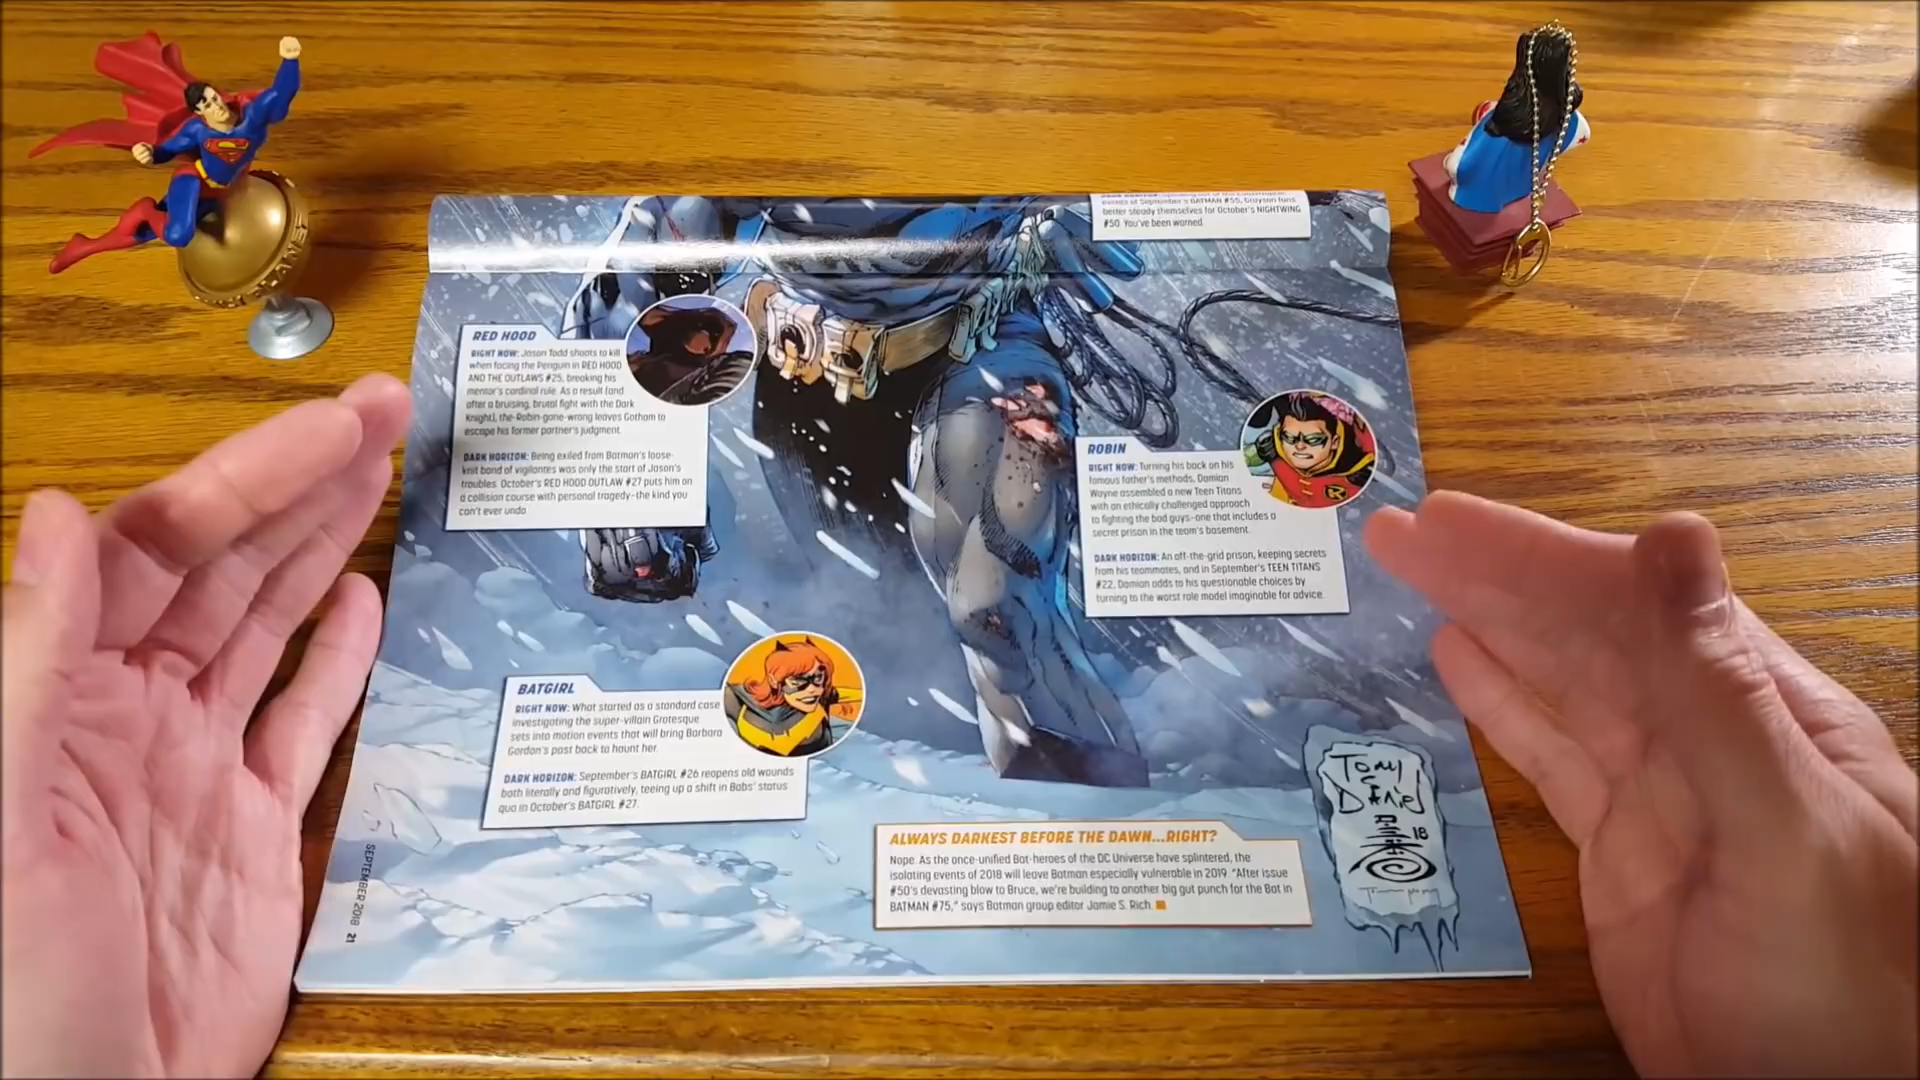 events of September's BATMAN #55, Grayson fans
better steady themselves for October's NIGHTWING
#50. You've been warned.
RED HOOD
RIGHT NOW: Jason Todd shoots to kill
when facing the Penguin in RED HOOD
AND THE OUTLAWS #25, breaking his
mentor's cardinal rule. As a result (and
after a bruising, brutal fight with the Dark
Knight), the-Robin-gone-wrong leaves Gotham to
escape his former partner's judgment.
DARK HORIZON: Being exiled from Batman's loose-
knit band of vigilantes was only the start of Jason's
troubles. October's RED HOOD OUTLAW #27 puts him on
a collision course with personal tragedy–the kind you
can't ever undo.
ROBIN
RIGHT NOW: Turning his back on his
famous father's methods, Damian
Wayne assembled a new Teen Titans
with an ethically challenged approach
to fighting the bad guys–one that includes a
secret prison in the team's basement.
DARK HORIZON: An off-the-grid prison, keeping secrets
from his teammates, and in September's TEEN TITANS
#22, Damian adds to his questionable choices by
turning to the worst role model imaginable for advice.
BATGIRL
RIGHT NOW: What started as a standard case
investigating the super-villain Grotesque
sets into motion events that will bring Barbara
Gordon's past back to haunt her.
DARK HORIZON: September's BATGIRL #26 reopens old wounds
both literally and figuratively, teeing up a shift in Babs' status
quo in October's BATGIRL #27.
ALWAYS DARKEST BEFORE THE DAWN...RIGHT?
Nope. As the once-unified Bat-heroes of the DC Universe have splintered, the
isolating events of 2018 will leave Batman especially vulnerable in 2019. "After issue
#50's devasting blow to Bruce, we're building to another big gut punch for the Bat in
BATMAN #75," says Batman group editor Jamie S. Rich.
TONY
S
DANIEL
18
SEPTEMBER 2018 21